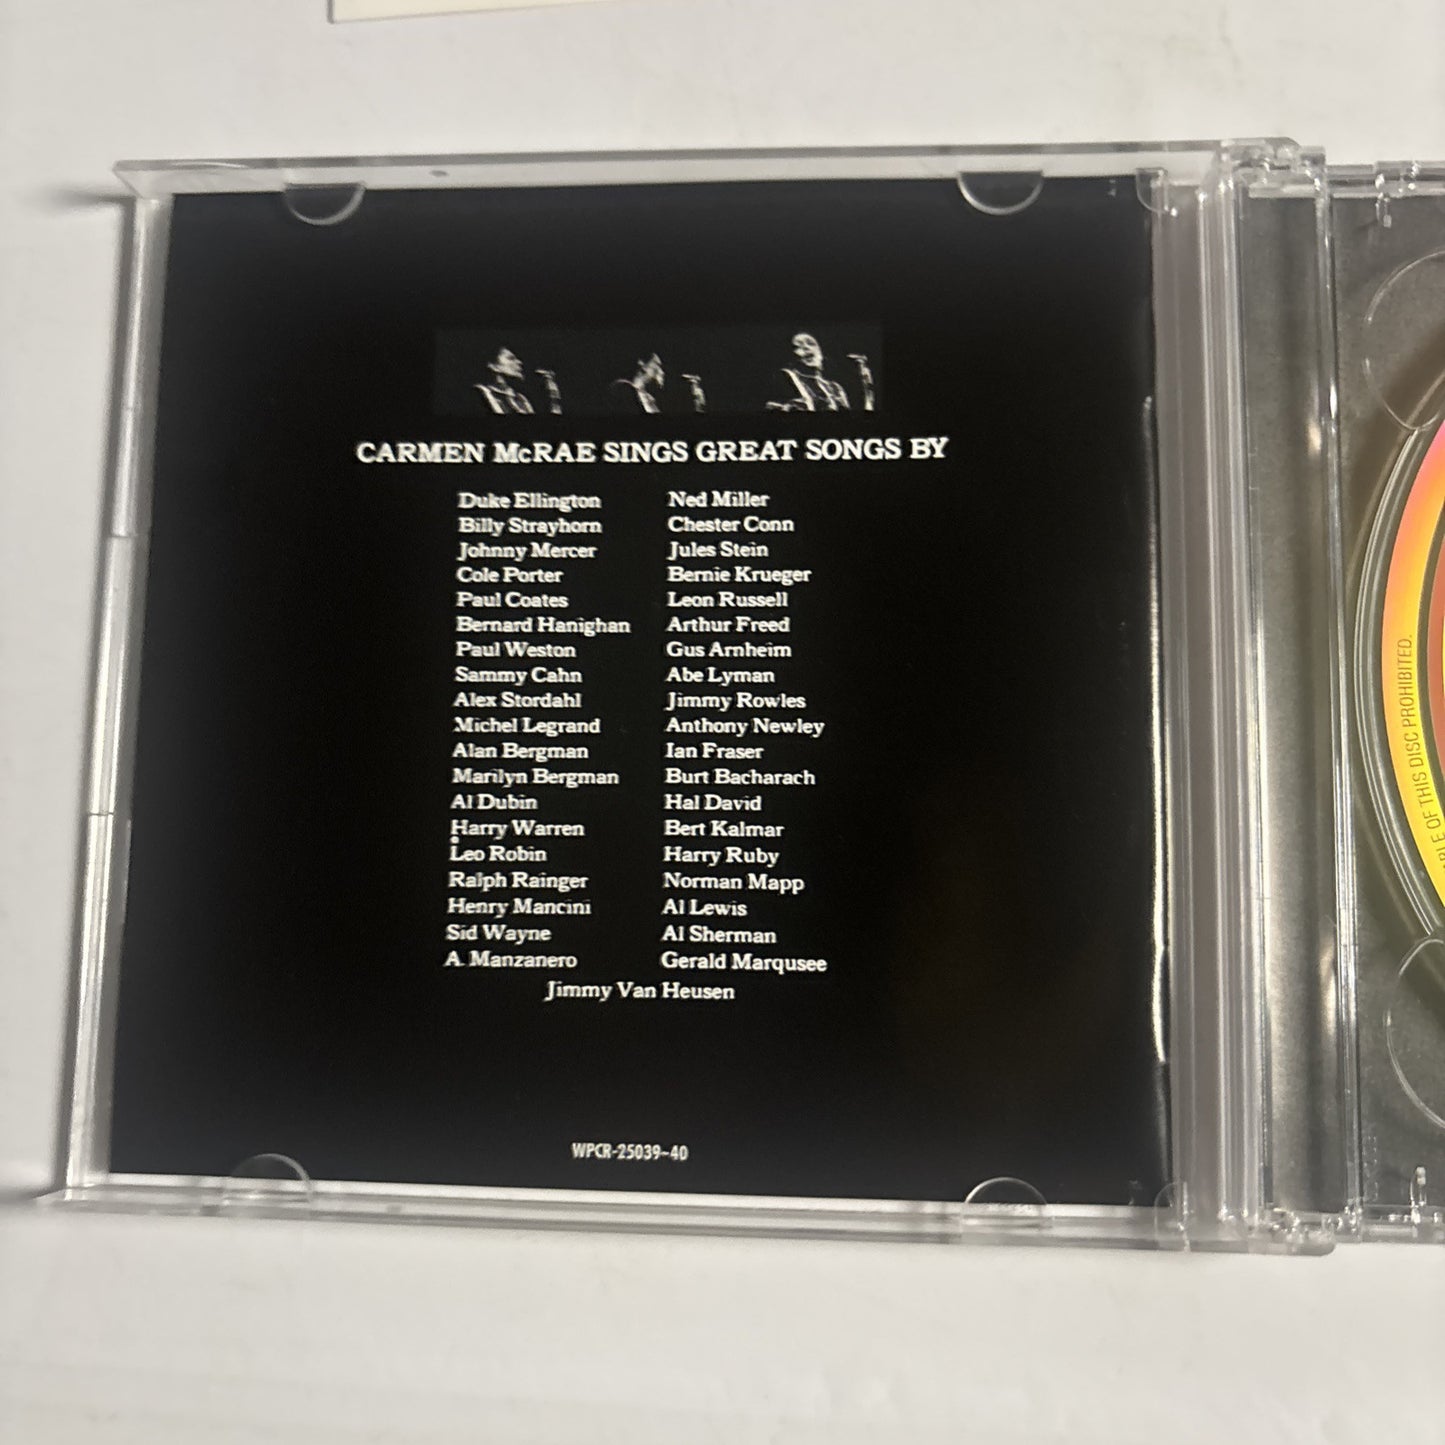 CARMEN McRAE SINGS GREAT SONGS BY
Duke Ellington
Billy Strayhorn
Johnny Mercer
Cole Porter
Paul Coates
Bernard Hanighan
Paul Weston
Sammy Cahn
Alex Stordahl
Michel Legrand
Alan Bergman
Marilyn Bergman
Al Dubin
Harry Warren
Leo Robin
Ralph Rainger
Henry Mancini
Sid Wayne
A. Manzanero
Ned Miller
Chester Conn
Jules Stein
Bernie Krueger
Leon Russell
Arthur Freed
Gus Arnheim
Abe Lyman
Jimmy Rowles
Anthony Newley
Ian Fraser
Burt Bacharach
Hal David
Bert Kalmar
Harry Ruby
Norman Mapp
Al Lewis
Al Sherman
Gerald Marqusee
Jimmy Van Heusen
WPCR-25039~40
OF THIS DISC PROHIBITED.